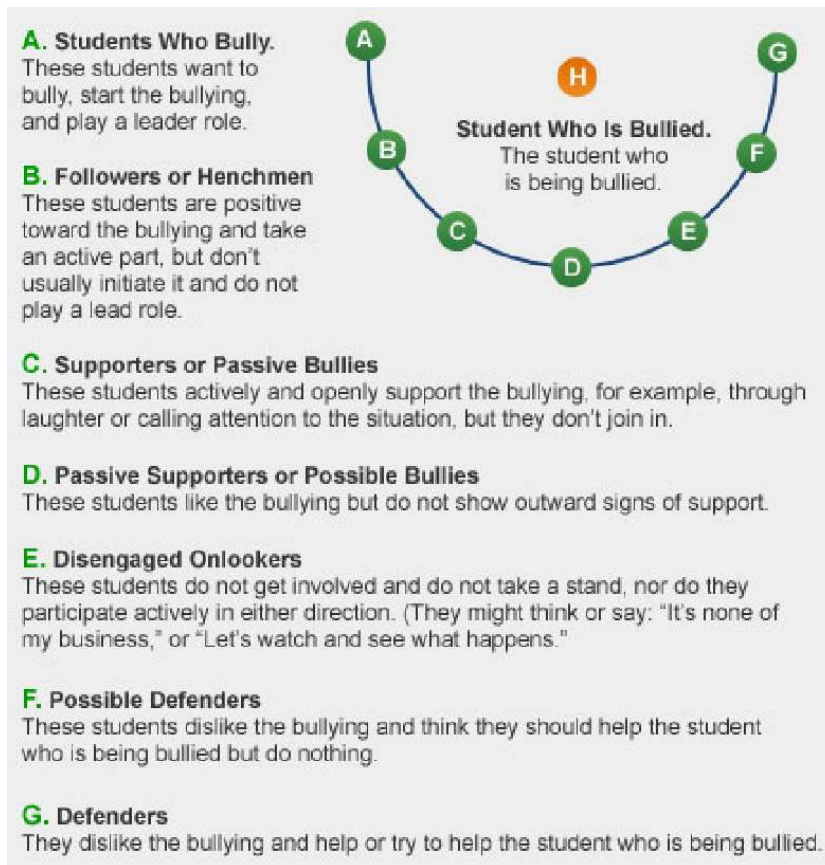 A. Students Who Bully.
These students want to
bully, start the bullying,
and play a leader role.
B. Followers or Henchmen
These students are positive
toward the bullying and take
an active part, but don't
usually initiate it and do not
play a lead role.
A
B
C
D
E
F
G
H
Student Who Is Bullied.
The student who
is being bullied.
C. Supporters or Passive Bullies
These students actively and openly support the bullying, for example, through
laughter or calling attention to the situation, but they don't join in.
D. Passive Supporters or Possible Bullies
These students like the bullying but do not show outward signs of support.
E. Disengaged Onlookers
These students do not get involved and do not take a stand, nor do they
participate actively in either direction. (They might think or say: “It's none of
my business,” or “Let's watch and see what happens.”
F. Possible Defenders
These students dislike the bullying and think they should help the student
who is being bullied but do nothing.
G. Defenders
They dislike the bullying and help or try to help the student who is being bullied.